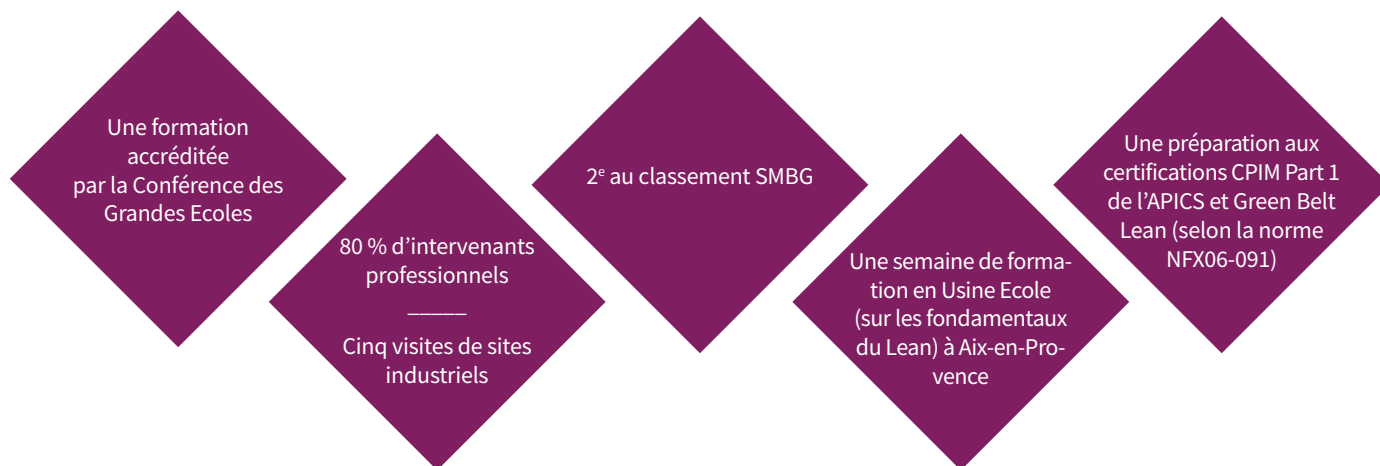 Une formation
accréditée
par la Conférence des
Grandes Ecoles
80 % d’intervenants
professionnels
_____
Cinq visites de sites
industriels
2e au classement SMBG
Une semaine de forma-
tion en Usine Ecole
(sur les fondamentaux
du Lean) à Aix-en-Pro-
vence
Une préparation aux
certifications CPIM Part 1
de l’APICS et Green Belt
Lean (selon la norme
NFX06-091)